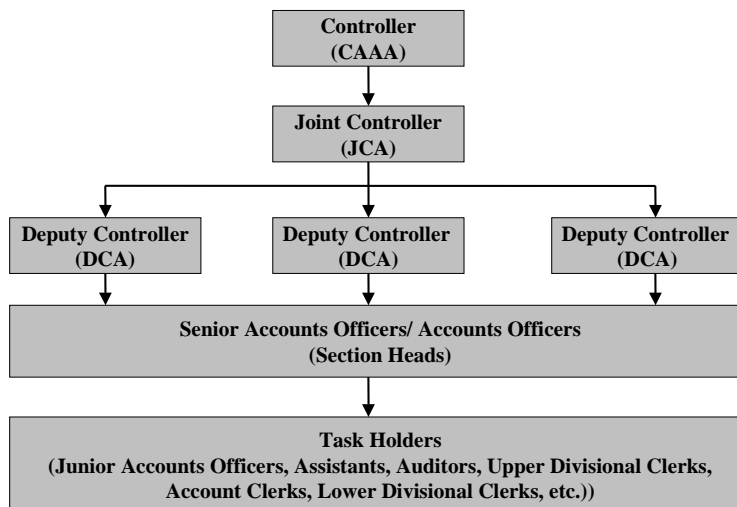 Controller
(CAAA)
Joint Controller
(JCA)
Deputy Controller
(DCA)
Deputy Controller
(DCA)
Deputy Controller
(DCA)
Senior Accounts Officers/ Accounts Officers
(Section Heads)
Task Holders
(Junior Accounts Officers, Assistants, Auditors, Upper Divisional Clerks,
Account Clerks, Lower Divisional Clerks, etc.))